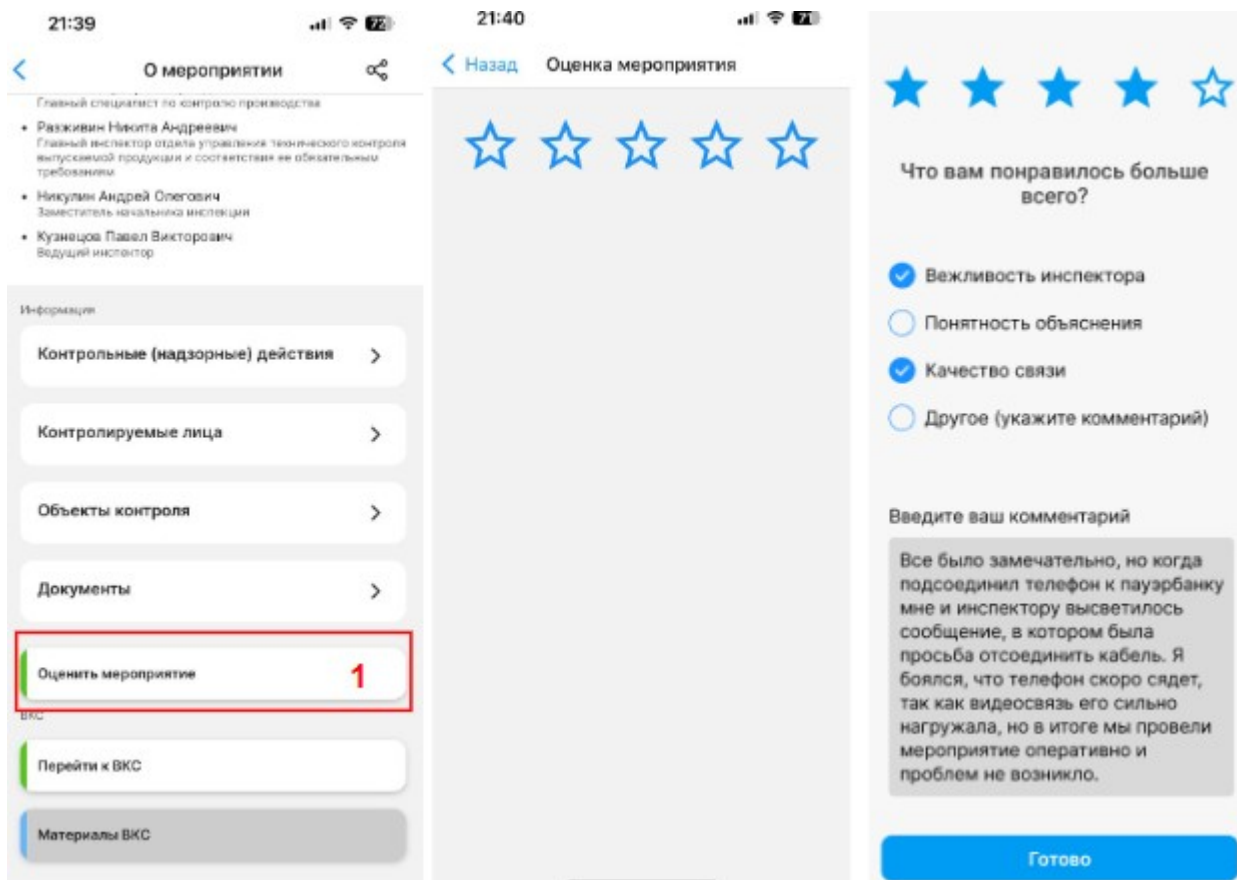 21:39
72
О мероприятии
Главный специалист по контролю производства
• Разживин Никита Андреевич
Главный инспектор отдела управления технического контроля
выпускаемой продукции и соответствия ее обязательным
требованиям
• Никулин Андрей Олегович
Заместитель начальника инспекции
• Кузнецов Павел Викторович
Ведущий инспектор
Информация
Контрольные (надзорные) действия
Контролируемые лица
Объекты контроля
Документы
Оценить мероприятие
1
ВКС
Перейти к ВКС
Материалы ВКС
21:40
71
Назад
Оценка мероприятия
Что вам понравилось больше
всего?
Вежливость инспектора
Понятность объяснения
Качество связи
Другое (укажите комментарий)
Введите ваш комментарий
Все было замечательно, но когда
подсоединил телефон к пауэрбанку
мне и инспектору высветилось
сообщение, в котором была
просьба отсоединить кабель. Я
боялся, что телефон скоро сядет,
так как видеосвязь его сильно
нагружала, но в итоге мы провели
мероприятие оперативно и
проблем не возникло.
Готово